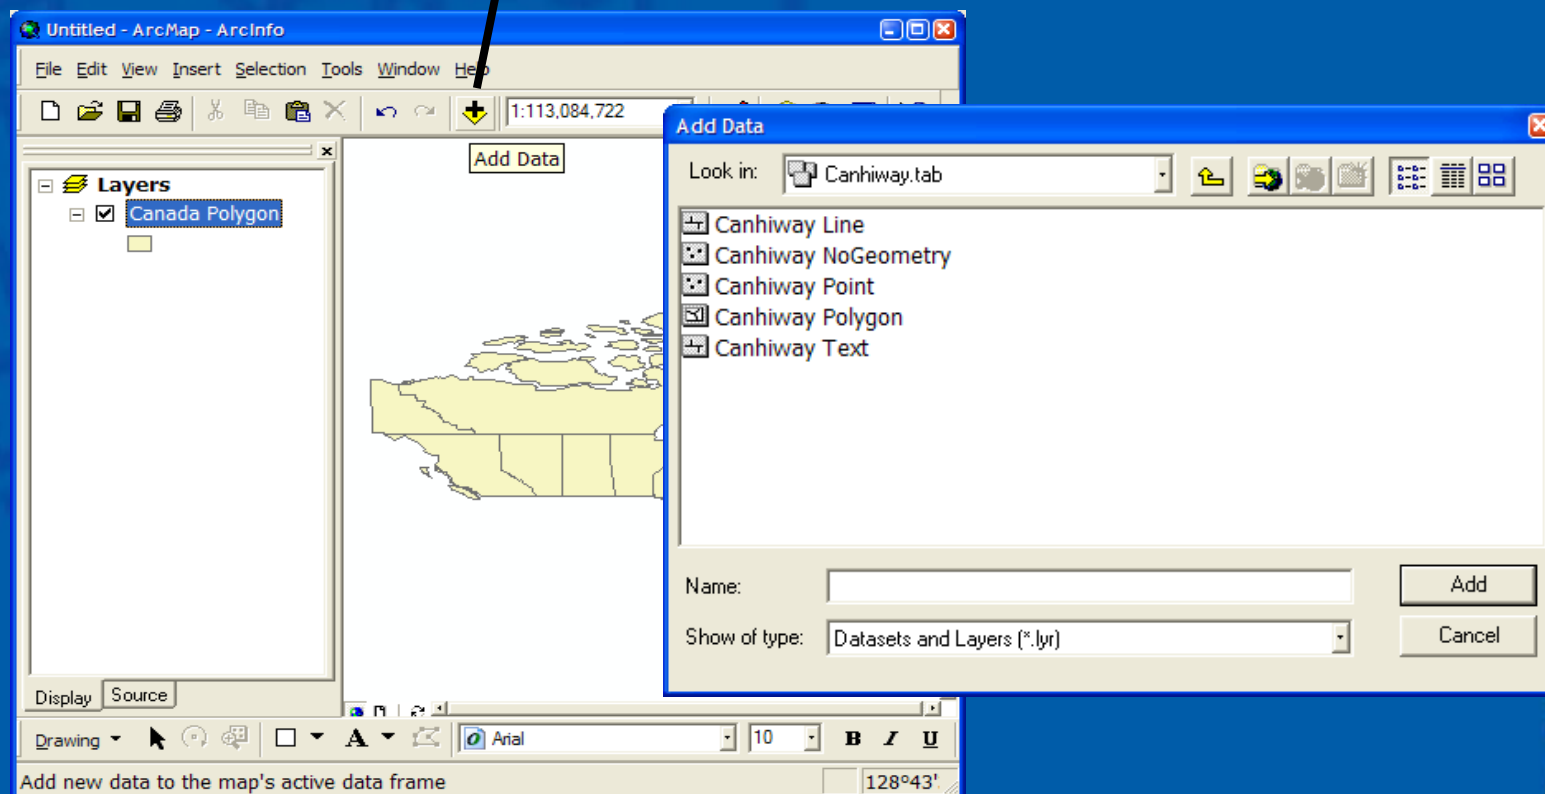 Untitled - ArcMap - ArcInfo
File Edit View Insert Selection Tools Window Help
1:113,084,722
Add Data
Layers
Canada Polygon
Display Source
Drawing A Arial 10 B I U
Add new data to the map's active data frame 128°43'
Add Data
Look in: Canhiway.tab
Canhiway Line
Canhiway NoGeometry
Canhiway Point
Canhiway Polygon
Canhiway Text
Name: Add
Show of type: Datasets and Layers (*.lyr) Cancel